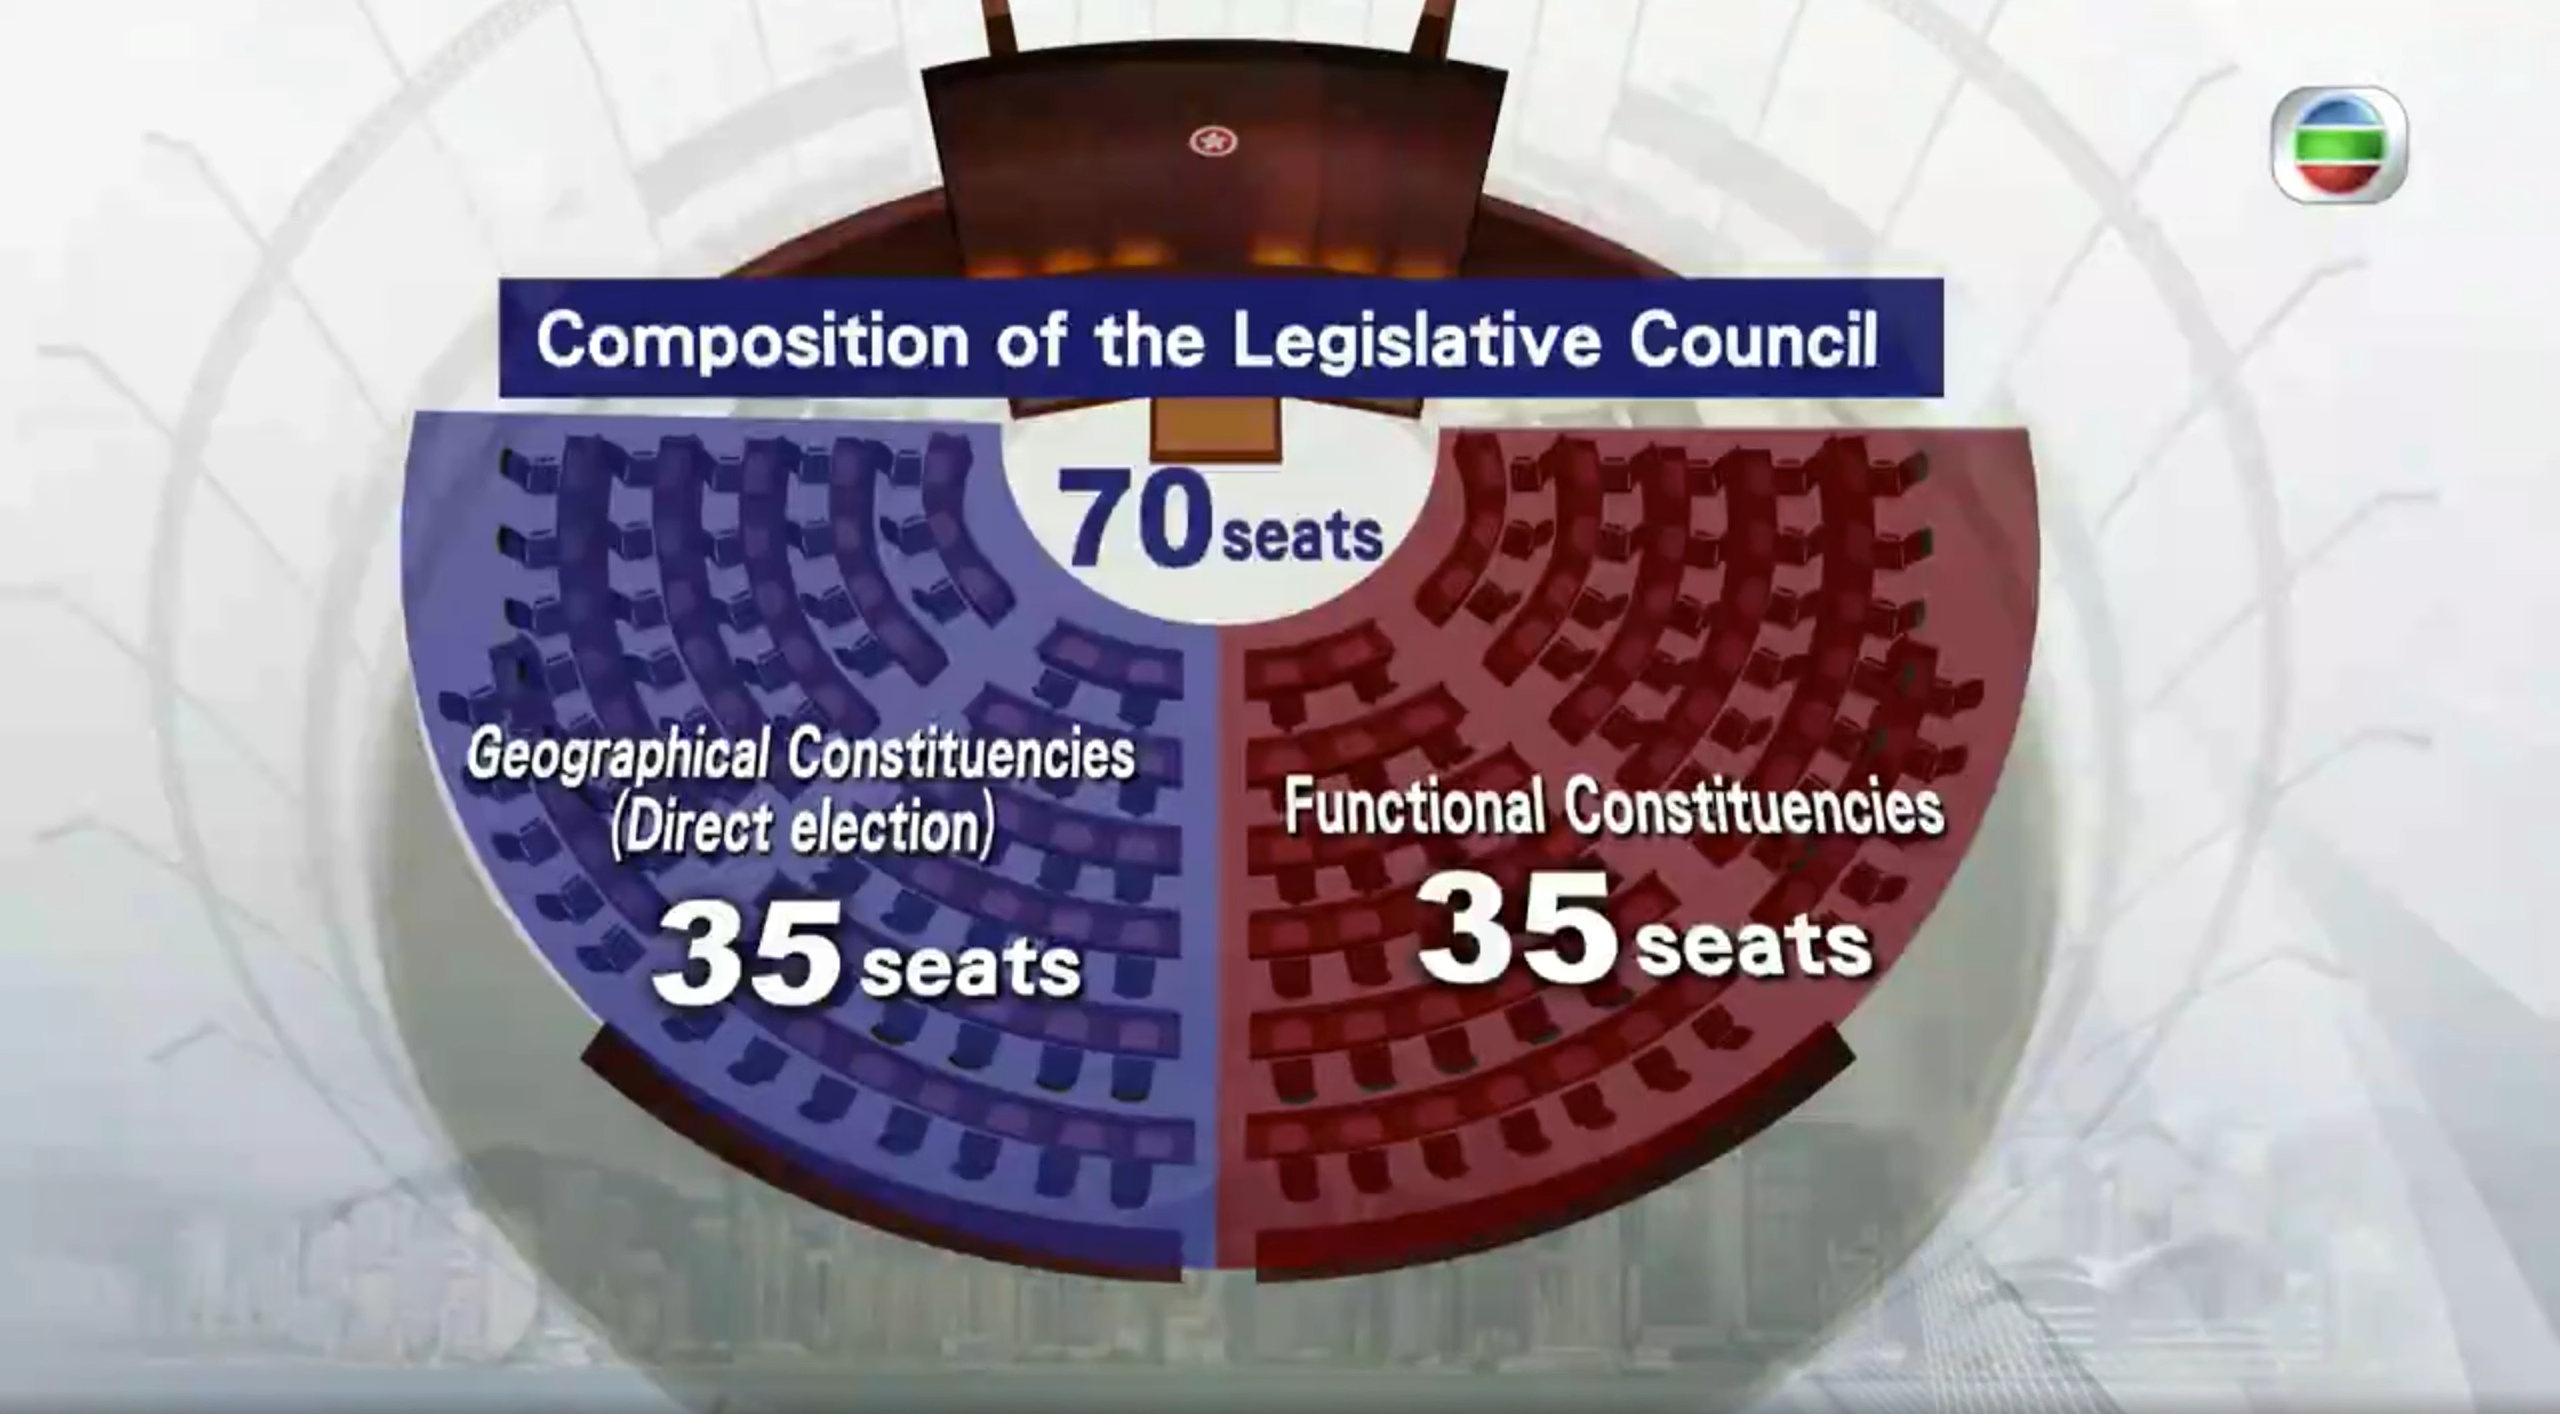 Composition of the Legislative Council
70 seats
Geographical Constituencies
(Direct election)
35 seats
Functional Constituencies
35 seats